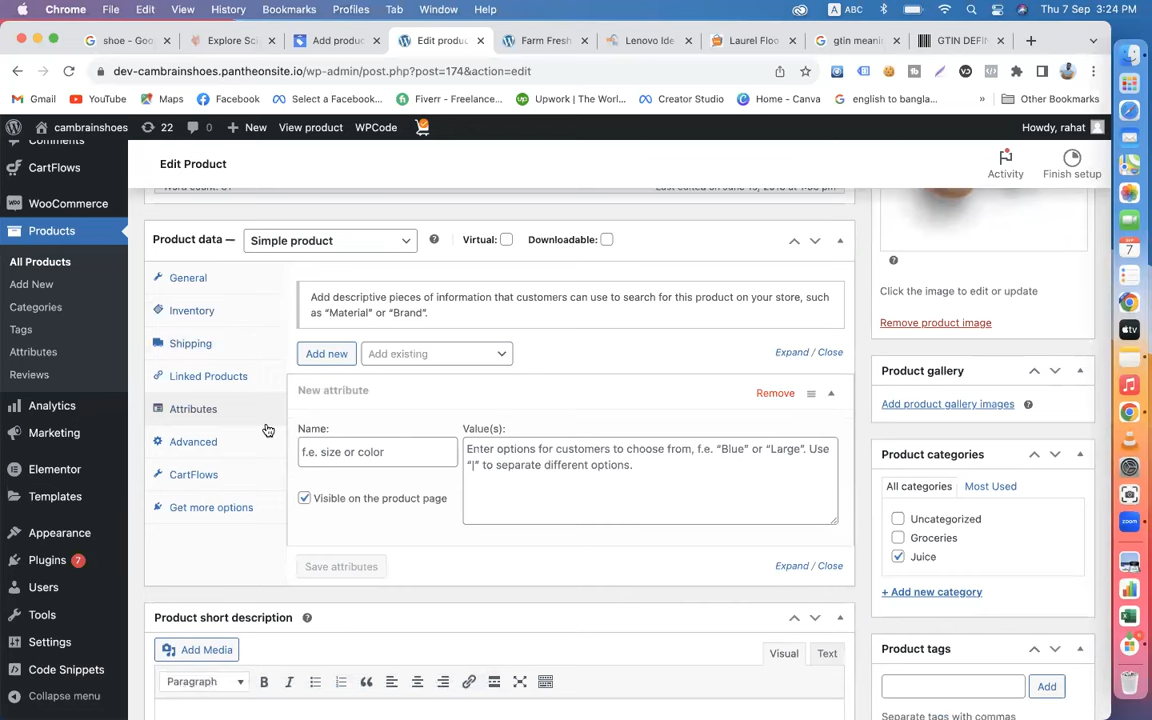 Chrome File Edit View History Bookmarks Profiles Tab Window Help A ABC Thu 7 Sep 3:24 PM
shoe - Goo Explore Sci Add produc Edit produc Farm Fresh Lenovo Ide Laurel Floo gtin meani GTIN DEFIN
dev-cambrainshoes.pantheonsite.io/wp-admin/post.php?post=174&action=edit
Gmail YouTube Maps Facebook Select a Facebook... Fiverr - Freelance... Upwork | The Worl... Creator Studio Home - Canva english to bangla... » Other Bookmarks
cambrainshoes 22 0 New View product WPCode Howdy, rahat
Comments
CartFlows
WooCommerce
Products
All Products
Add New
Categories
Tags
Attributes
Reviews
Analytics
Marketing
Elementor
Templates
Appearance
Plugins 7
Users
Tools
Settings
Code Snippets
Collapse menu
Edit Product
Activity
Finish setup
Product data — Simple product Virtual: Downloadable:
General
Inventory
Shipping
Linked Products
Attributes
Advanced
CartFlows
Get more options
Add descriptive pieces of information that customers can use to search for this product on your store, such
as “Material” or “Brand”.
Add new Add existing Expand / Close
New attribute Remove
Name: Value(s):
f.e. size or color
Enter options for customers to choose from, f.e. “Blue” or “Large”. Use
“|” to separate different options.
Visible on the product page
Save attributes Expand / Close
Product short description
Add Media Visual Text
Paragraph
Click the image to edit or update
Remove product image
Product gallery
Add product gallery images
Product categories
All categories Most Used
Uncategorized
Groceries
Juice
+ Add new category
Product tags
Add
Separate tags with commas